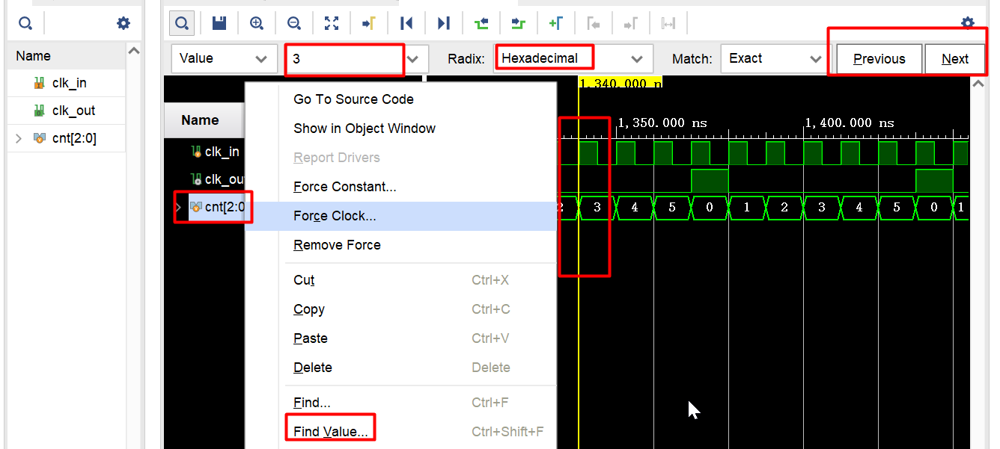 Value
3
Radix:
Hexadecimal
Match:
Exact
Previous
Next
Name
clk_in
clk_out
cnt[2:0]
1,340.000 n
Name
clk_in
clk_ou
cnt[2:0
Go To Source Code
Show in Object Window
Report Drivers
Force Constant...
Force Clock...
Remove Force
Cut Ctrl+X
Copy Ctrl+C
Paste Ctrl+V
Delete Delete
Find... Ctrl+F
Find Value... Ctrl+Shift+F
1,350.000 ns 1,400.000 ns
2 3 4 5 0 1 2 3 4 5 0 1